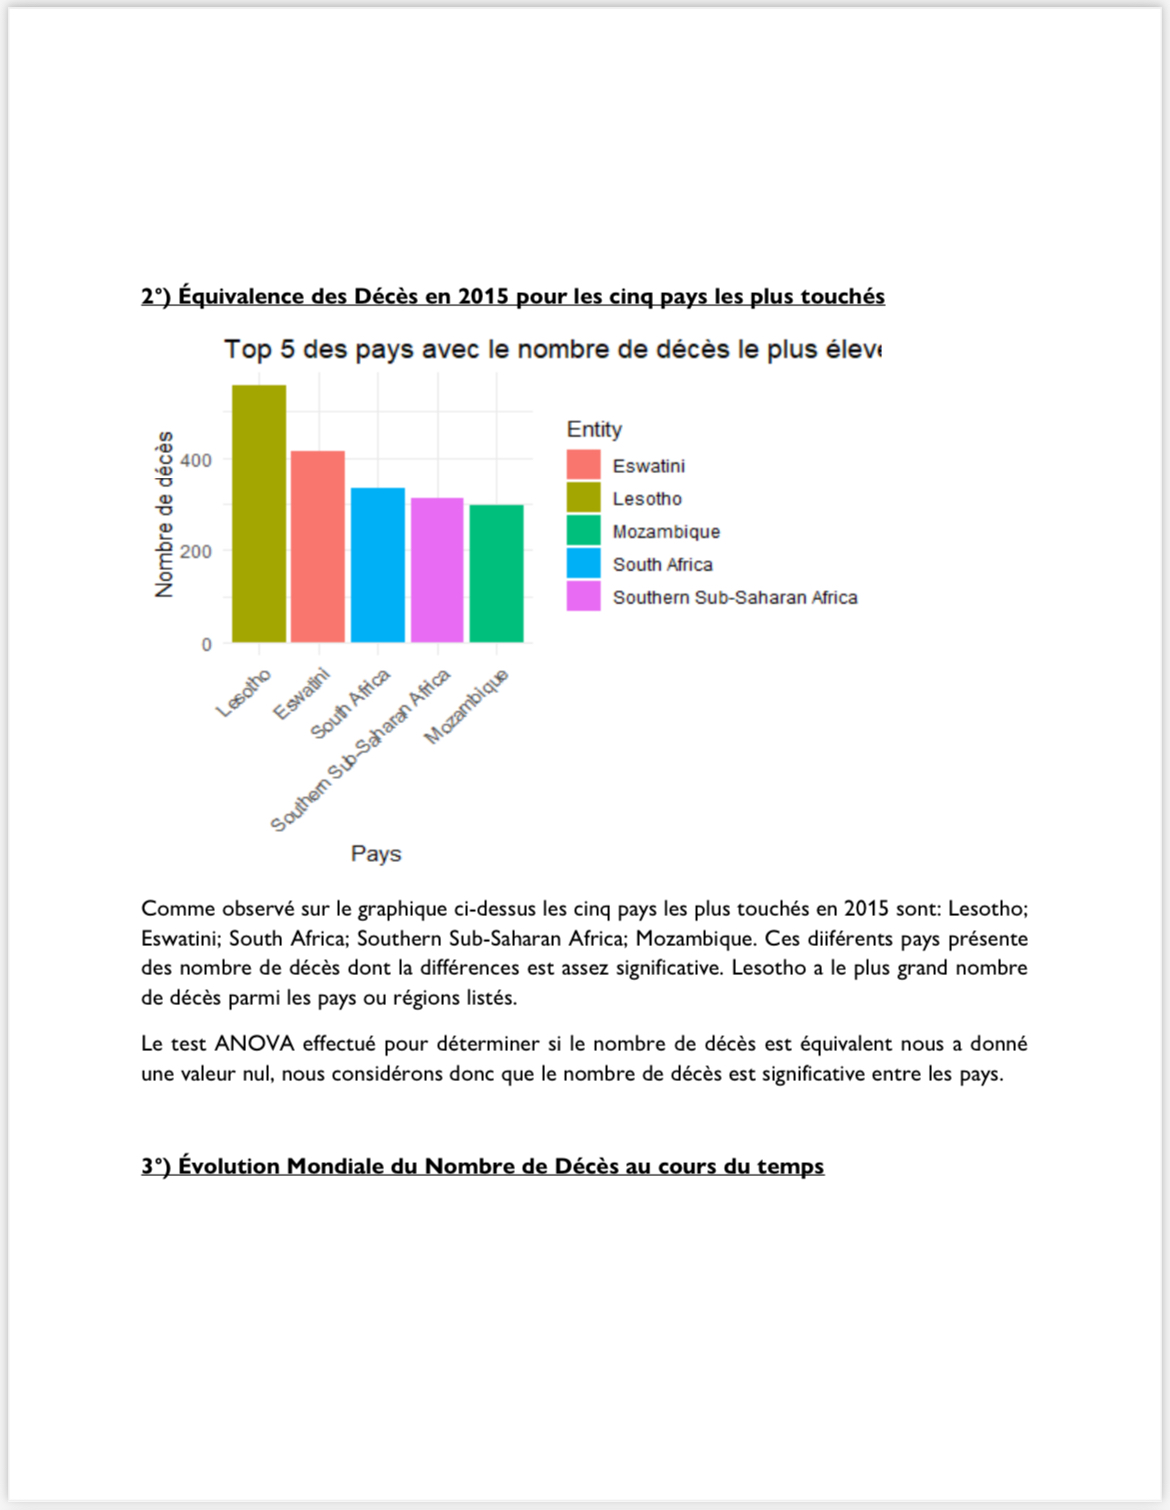 2°) Équivalence des Décès en 2015 pour les cinq pays les plus touchés
Top 5 des pays avec le nombre de décès le plus éleve
Nombre de décès
400
200
0
Lesotho
Eswatini
South Africa
Southern Sub-Saharan Africa
Mozambique
Pays
Entity
Eswatini
Lesotho
Mozambique
South Africa
Southern Sub-Saharan Africa
Comme observé sur le graphique ci-dessus les cinq pays les plus touchés en 2015 sont: Lesotho;
Eswatini; South Africa; Southern Sub-Saharan Africa; Mozambique. Ces diiférents pays présente
des nombre de décès dont la différences est assez significative. Lesotho a le plus grand nombre
de décès parmi les pays ou régions listés.
Le test ANOVA effectué pour déterminer si le nombre de décès est équivalent nous a donné
une valeur nul, nous considérons donc que le nombre de décès est significative entre les pays.
3°) Évolution Mondiale du Nombre de Décès au cours du temps